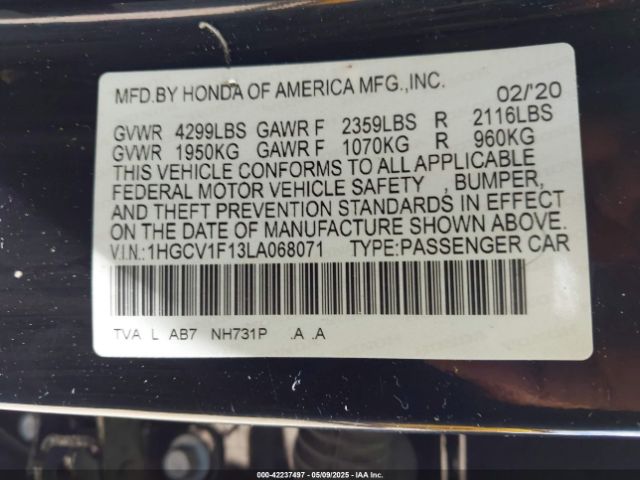 MFD.BY HONDA OF AMERICA MFG.,INC. 02/'20
GVWR 4299LBS GAWR F 2359LBS R 2116LBS
GVWR 1950KG GAWR F 1070KG R 960KG
THIS VEHICLE CONFORMS TO ALL APPLICABLE
FEDERAL MOTOR VEHICLE SAFETY , BUMPER,
AND THEFT PREVENTION STANDARDS IN EFFECT
ON THE DATE OF MANUFACTURE SHOWN ABOVE.
V.I.N.:1HGCV1F13LA068071 TYPE:PASSENGER CAR
TVA L AB7 NH731P .A .A
000-42237497 - 05/09/2025 - IAA Inc.